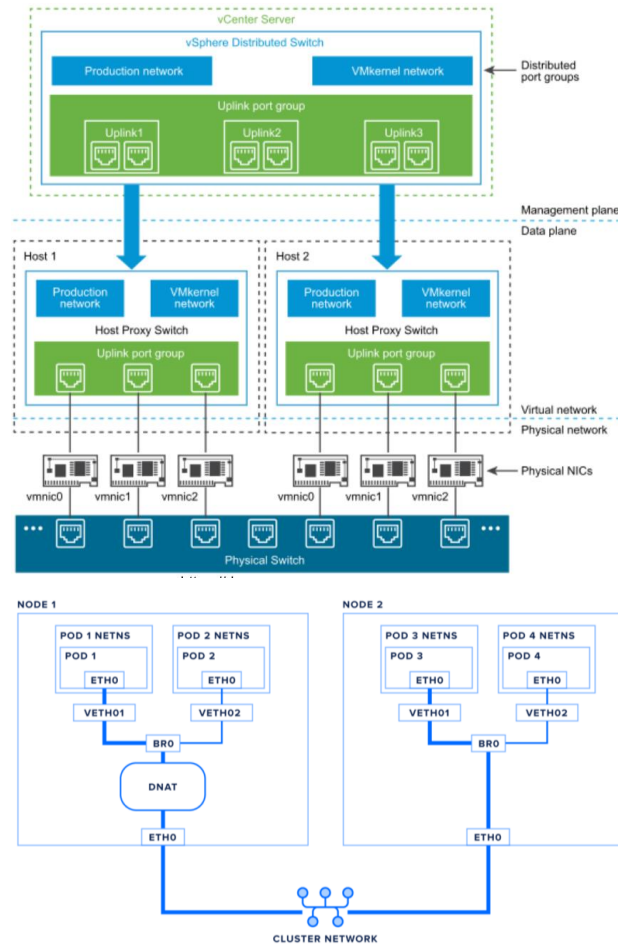 vCenter Server
vSphere Distributed Switch
Production network
VMkernel network
Distributed
port groups
Uplink port group
Uplink1
Uplink2
Uplink3
Management plane
Data plane
Host 1
Host 2
Production
network
VMkernel
network
Production
network
VMkernel
network
Host Proxy Switch
Host Proxy Switch
Uplink port group
Uplink port group
Virtual network
Physical network
Physical NICs
vmnic0
vmnic1
vmnic2
vmnic0
vmnic1
vmnic2
Physical Switch
NODE 1
NODE 2
POD 1 NETNS
POD 2 NETNS
POD 3 NETNS
POD 4 NETNS
POD 1
POD 2
POD 3
POD 4
ETH0
ETH0
ETH0
ETH0
VETH01
VETH02
VETH01
VETH02
BR0
BR0
DNAT
ETH0
ETH0
CLUSTER NETWORK